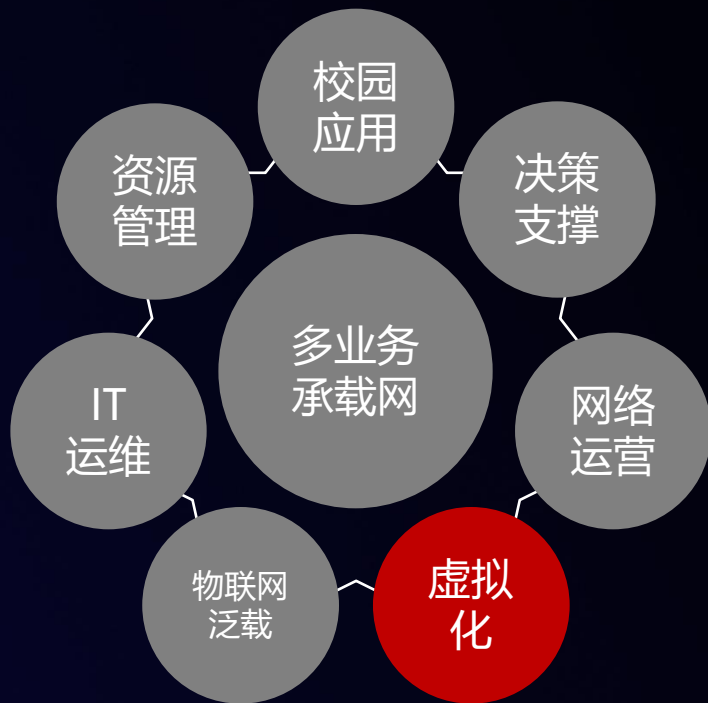 校园
应用
资源
管理
决策
支撑
多业务
承载网
IT
运维
网络
运营
物联网
泛载
虚拟
化